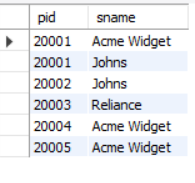 pid sname
20001 Acme Widget
20001 Johns
20002 Johns
20003 Reliance
20004 Acme Widget
20005 Acme Widget